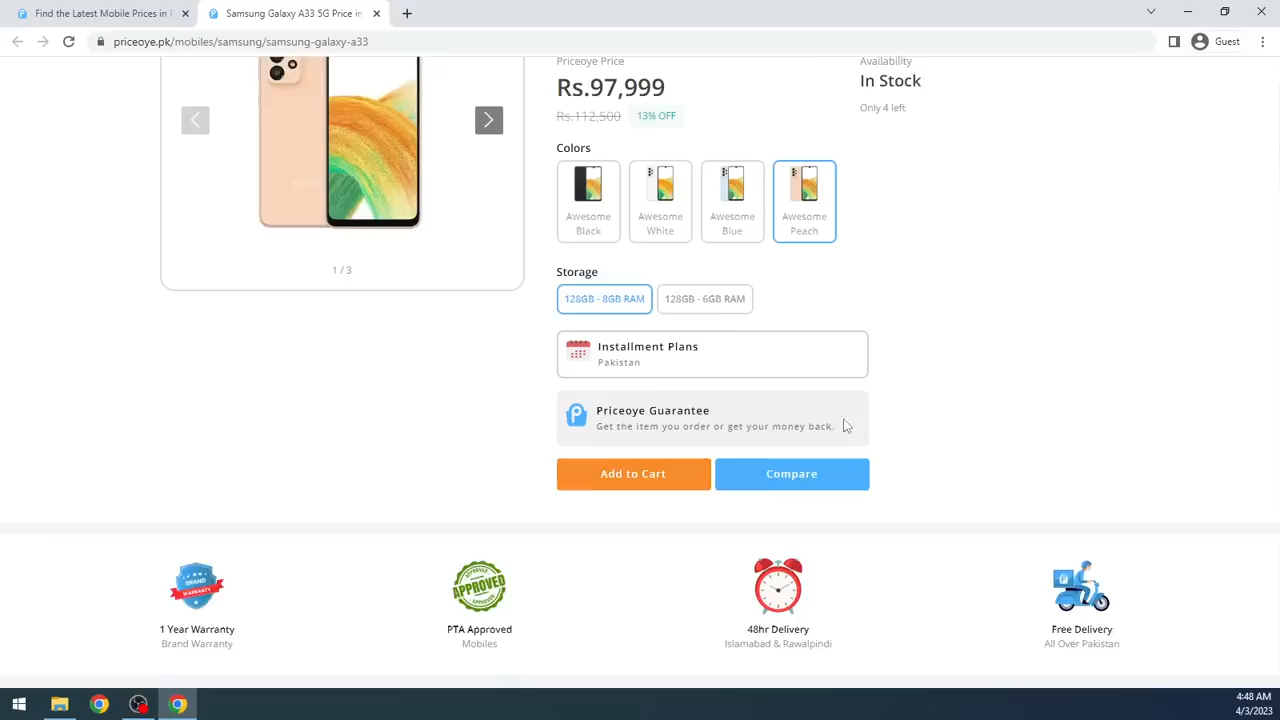 Find the Latest Mobile Prices in
Samsung Galaxy A33 5G Price in
priceoye.pk/mobiles/samsung/samsung-galaxy-a33
Guest
Priceoye Price
Availability
Rs.97,999
In Stock
Rs.112,500
13% OFF
Only 4 left
Colors
Awesome Black
Awesome White
Awesome Blue
Awesome Peach
1 / 3
Storage
128GB - 8GB RAM
128GB - 6GB RAM
Installment Plans
Pakistan
Priceoye Guarantee
Get the item you order or get your money back.
Add to Cart
Compare
BRAND
WARRANTY
APPROVED
1 Year Warranty
Brand Warranty
PTA Approved
Mobiles
48hr Delivery
Islamabad & Rawalpindi
Free Delivery
All Over Pakistan
4:48 AM
4/3/2023